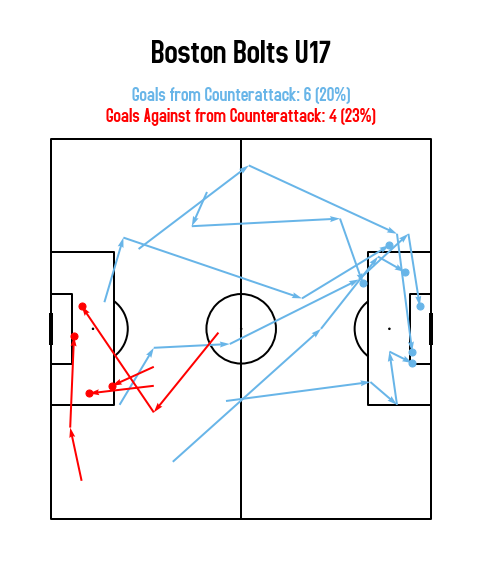 Boston Bolts U17
Goals from Counterattack: 6 (20%)
Goals Against from Counterattack: 4 (23%)